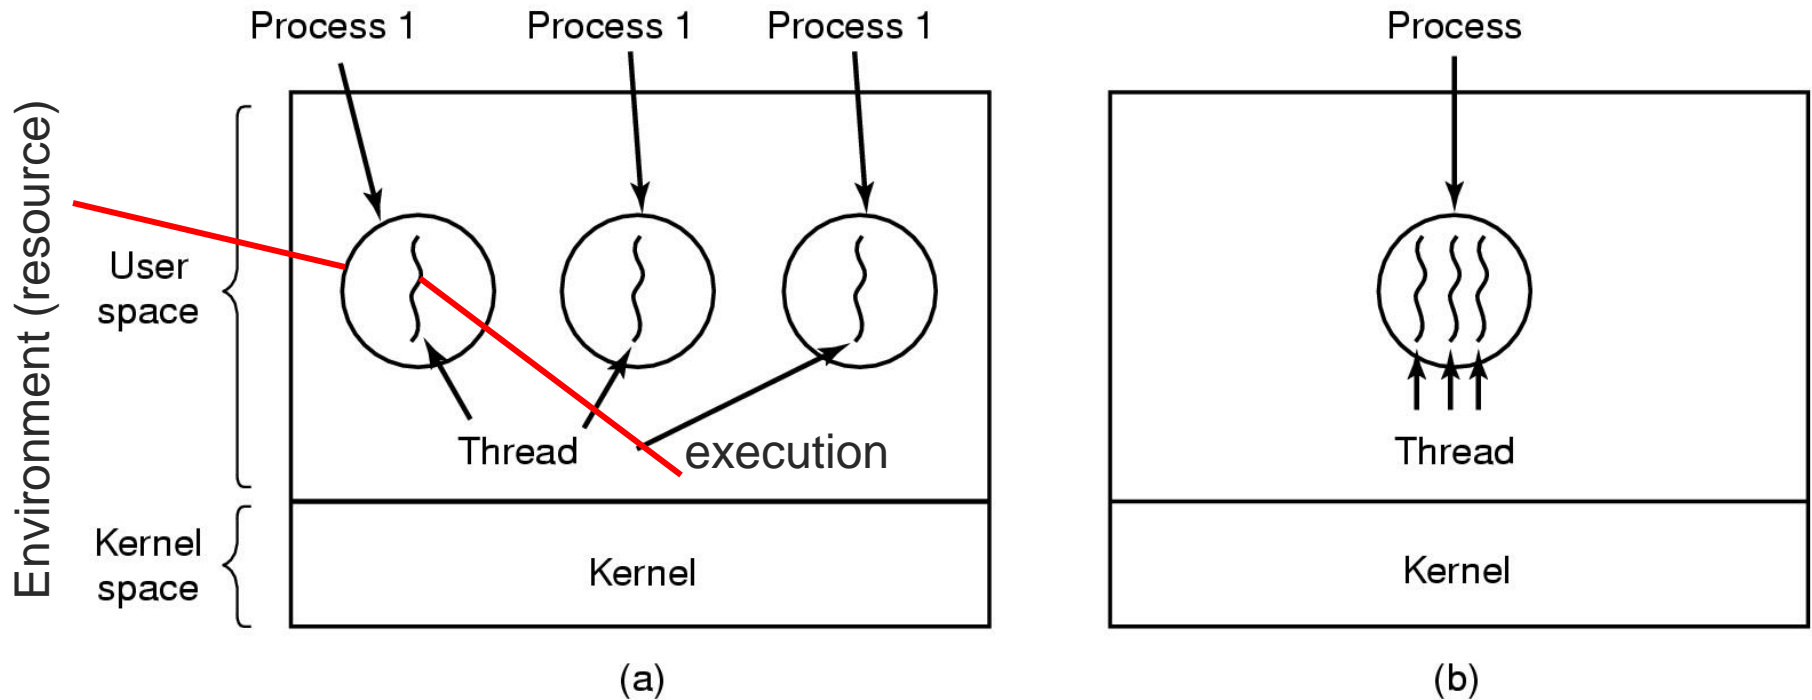 Process 1
Process 1
Process 1
Process
Environment (resource)
User
space
Thread
execution
Thread
Kernel
space
Kernel
Kernel
(a)
(b)